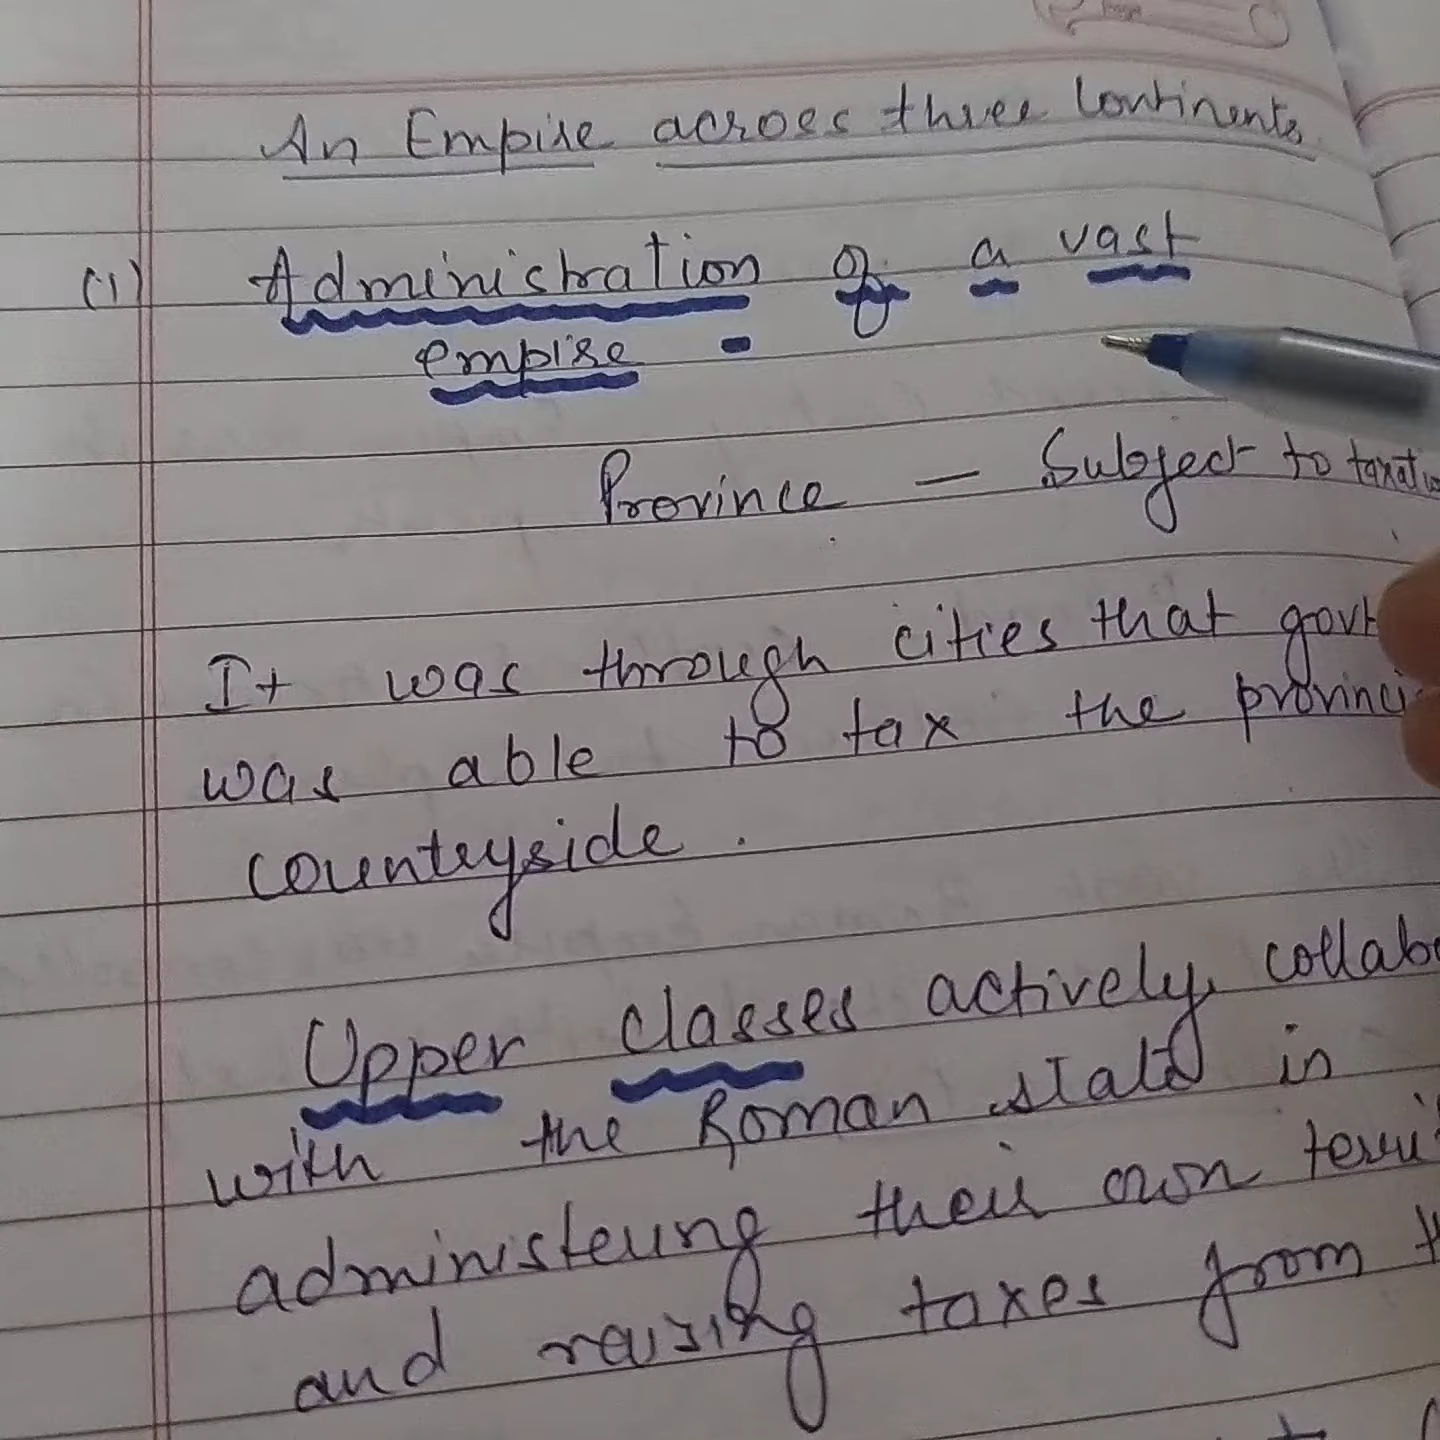 An Empire across three Continents
(1) Administration of a vast
empire -
Province - Subject to
It was through cities that govt
was able to tax the
countryside.
Upper classes actively
with the Roman state in
administering their own
and raising taxes from